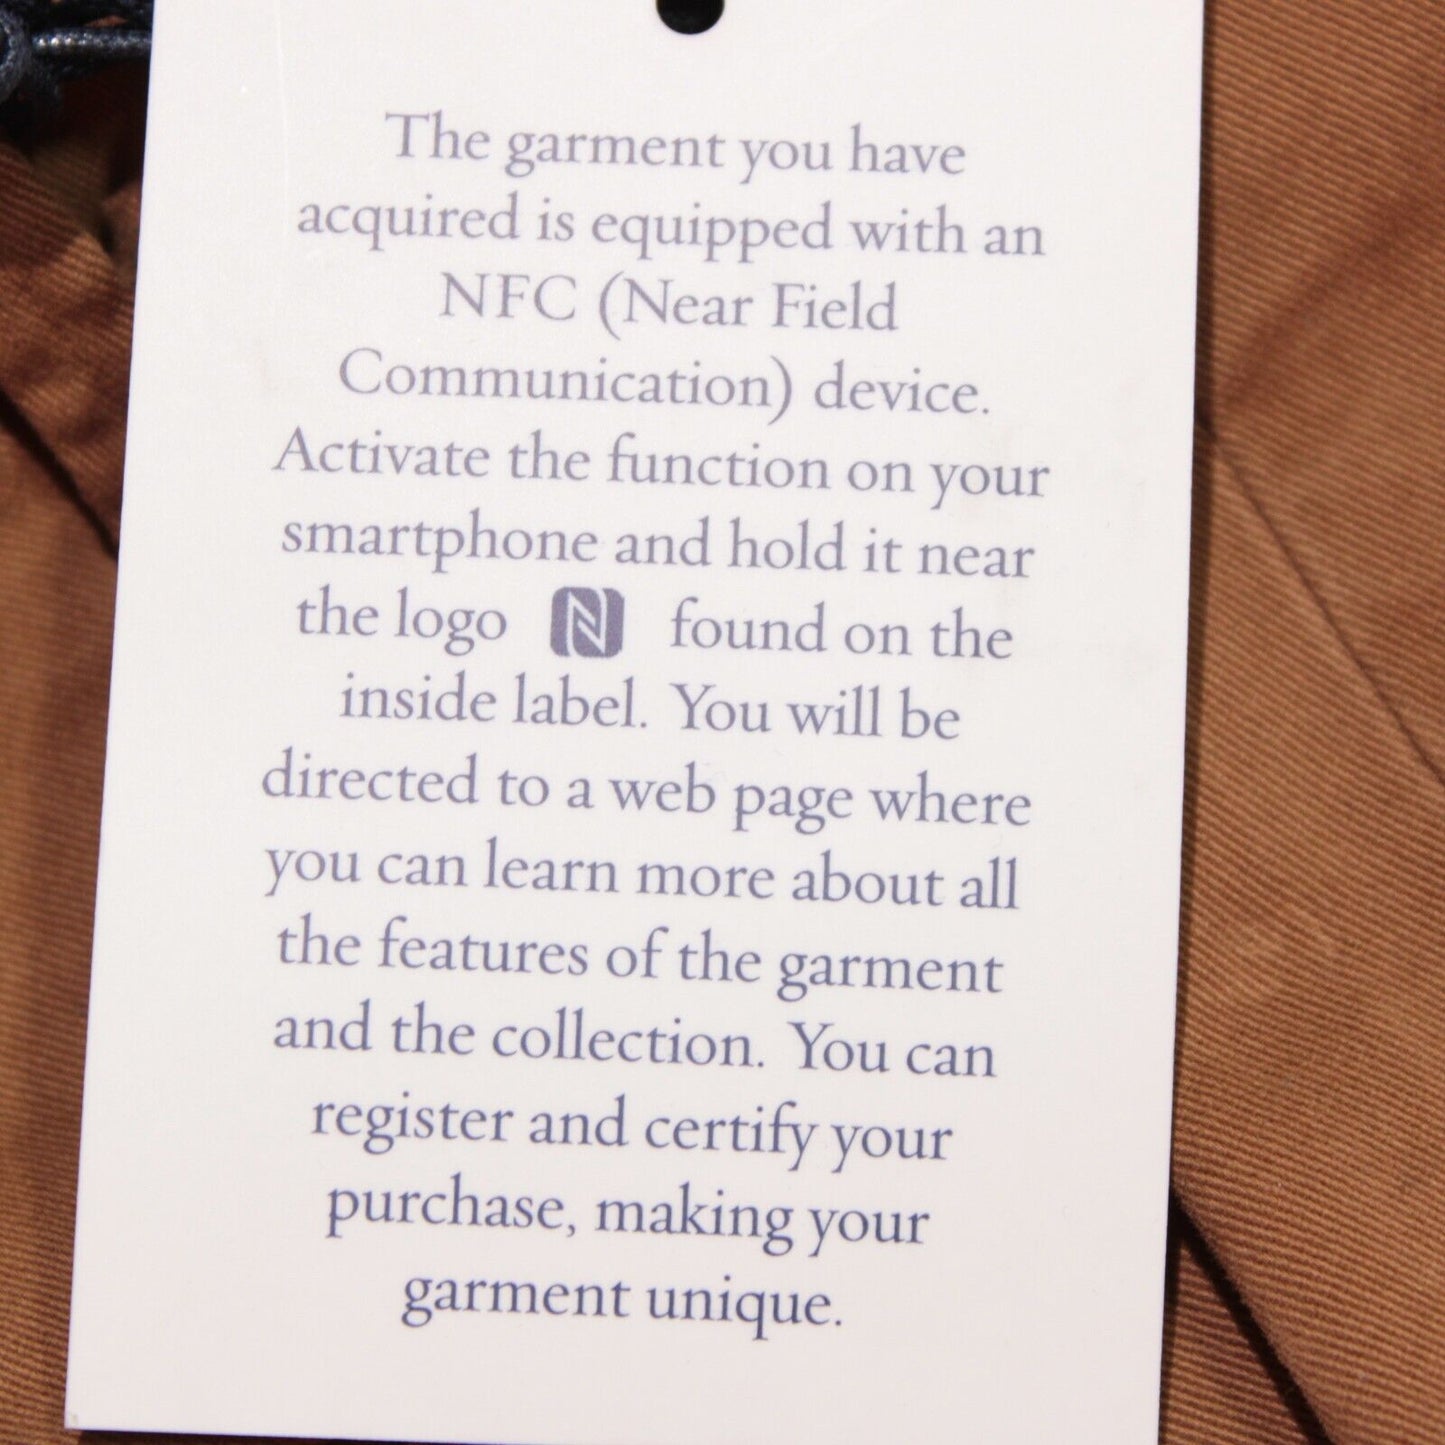 The garment you have
acquired is equipped with an
NFC (Near Field
Communication) device.
Activate the function on your
smartphone and hold it near
the logo N found on the
inside label. You will be
directed to a web page where
you can learn more about all
the features of the garment
and the collection. You can
register and certify your
purchase, making your
garment unique.